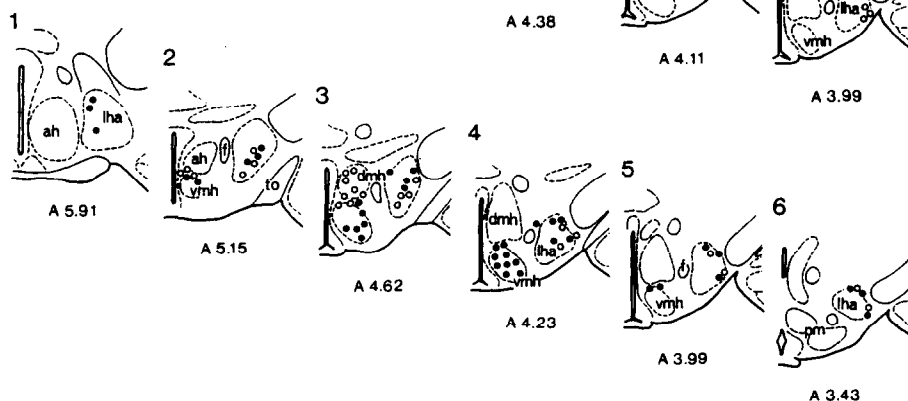 A 4.38
A 4.11
lha
vmh
A 3.99
1
ah
lha
A 5.91
2
ah
f
vmh
to
A 5.15
3
dmh
A 4.62
4
dmh
lha
vmh
A 4.23
5
f
vmh
A 3.99
6
lha
pm
A 3.43